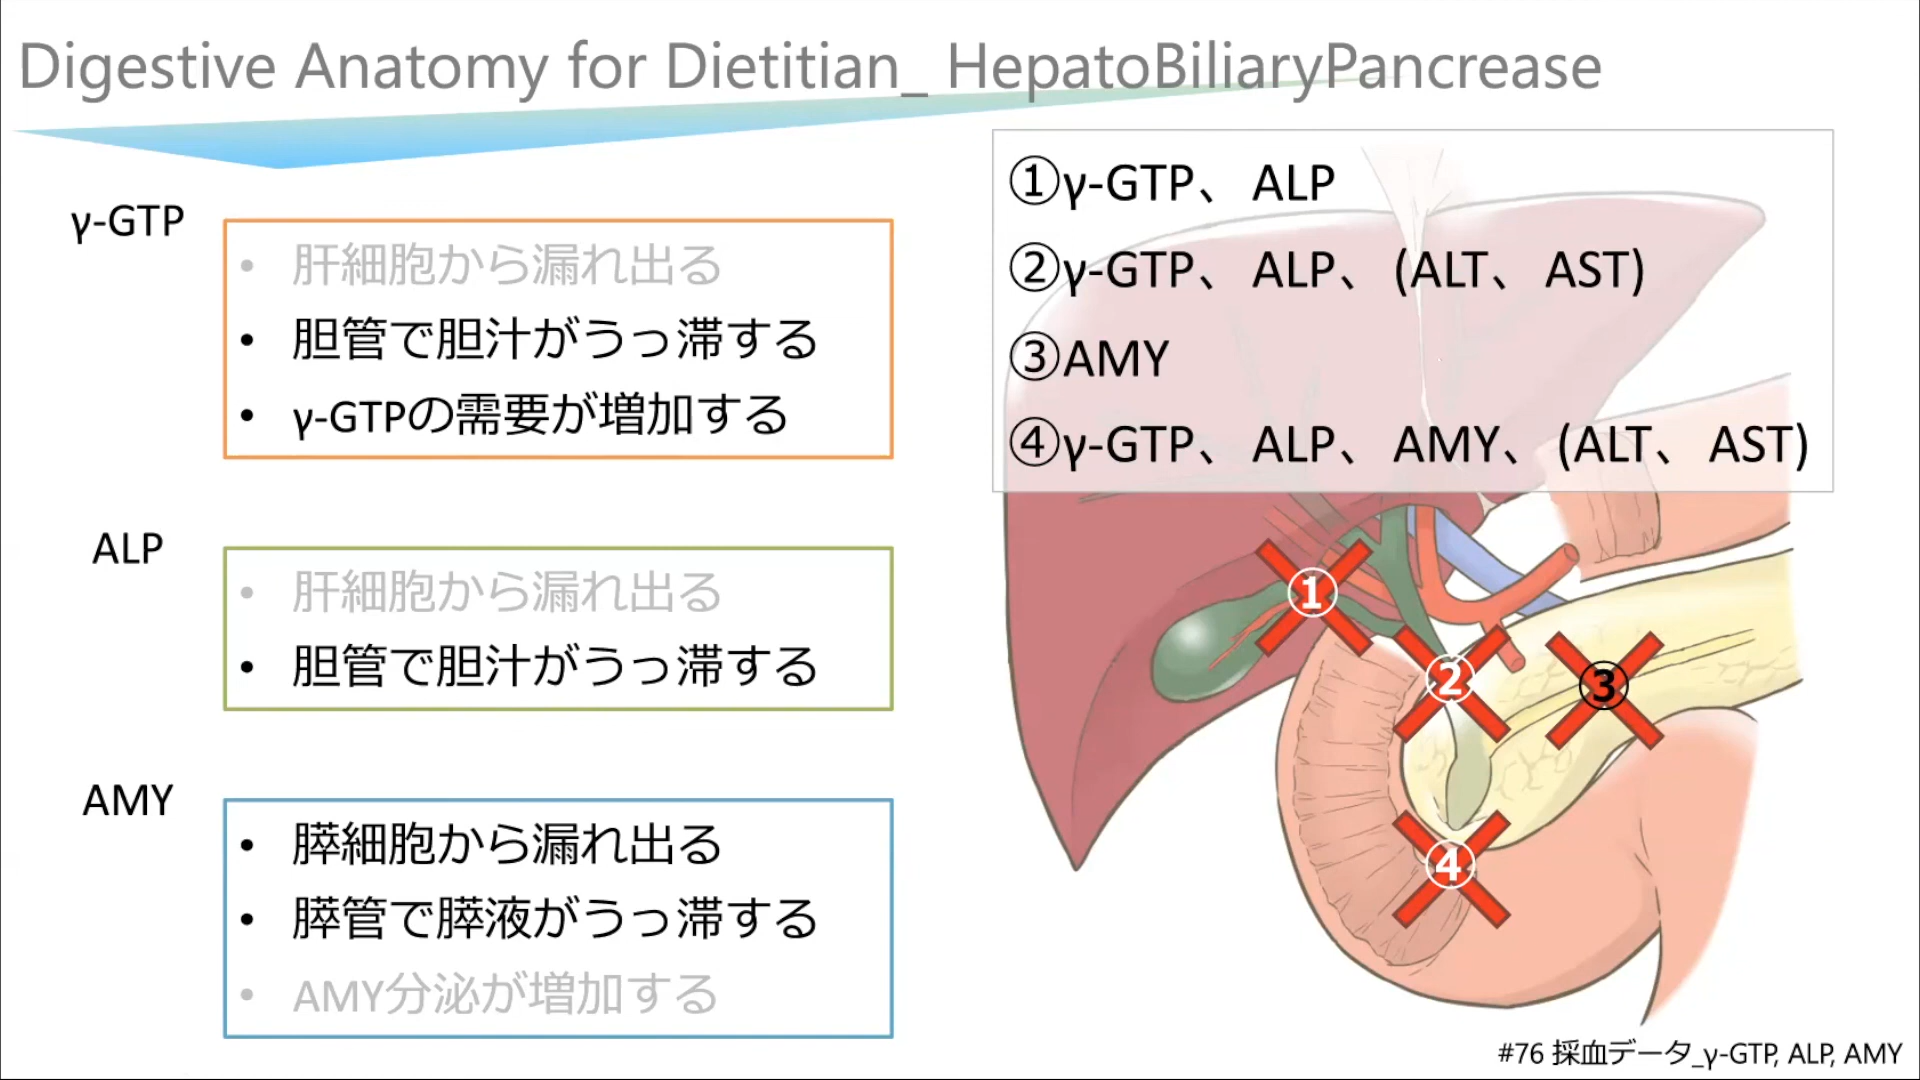 Digestive Anatomy for Dietitian_ HepatoBiliaryPancrease
γ-GTP
• 肝細胞から漏れ出る
• 胆管で胆汁がうっ滞する
• γ-GTPの需要が増加する
ALP
• 肝細胞から漏れ出る
• 胆管で胆汁がうっ滞する
AMY
• 膵細胞から漏れ出る
• 膵管で膵液がうっ滞する
• AMY分泌が増加する
①γ-GTP、ALP
②γ-GTP、ALP、(ALT、AST)
③AMY
④γ-GTP、ALP、AMY、(ALT、AST)
①
②
③
④
#76 採血データ_γ-GTP, ALP, AMY